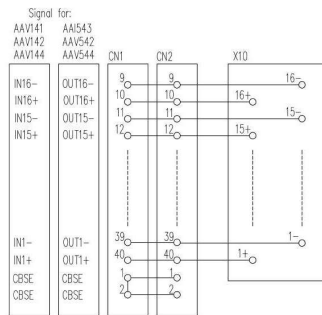 Signal for:
AAV141 AAI543
AAV142 AAV542
AAV144 AAV544 CN1 CN2 X10
IN16- OUT16- 9 9 16-
IN16+ OUT16+ 10 10 16+
IN15- OUT15- 11 11 15-
IN15+ OUT15+ 12 12 15+
IN1- OUT1- 39 39 1-
IN1+ OUT1+ 40 40 1+
CBSE CBSE 1 1
CBSE CBSE 2 2